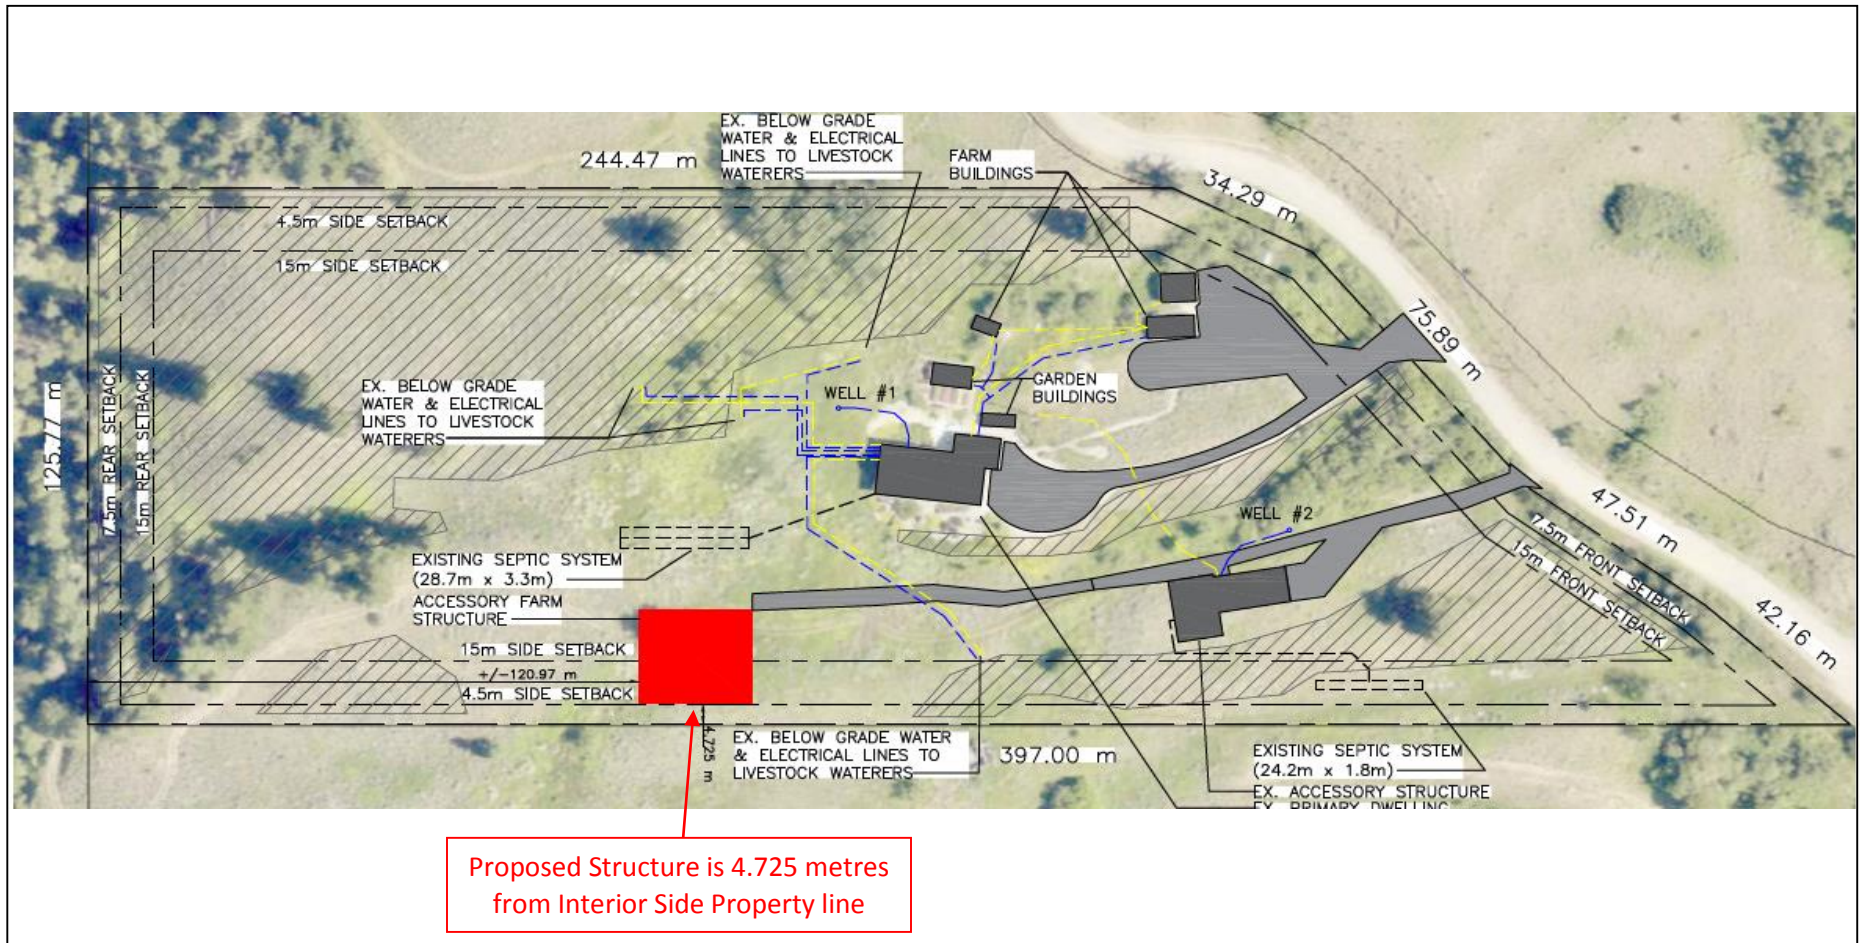 EX. BELOW GRADE
WATER & ELECTRICAL
LINES TO LIVESTOCK
WATERERS
244.47 m
FARM
BUILDINGS
34.29 m
4.5m SIDE SETBACK
15m SIDE SETBACK
75.89 m
125.77 m
7.5m REAR SETBACK
15m REAR SETBACK
EX. BELOW GRADE
WATER & ELECTRICAL
LINES TO LIVESTOCK
WATERERS
WELL #1
GARDEN
BUILDINGS
WELL #2
47.51 m
7.5m FRONT SETBACK
15m FRONT SETBACK
42.16 m
EXISTING SEPTIC SYSTEM
(28.7m x 3.3m)
ACCESSORY FARM
STRUCTURE
15m SIDE SETBACK
+/-120.97 m
4.5m SIDE SETBACK
4.725 m
EX. BELOW GRADE WATER
& ELECTRICAL LINES TO
LIVESTOCK WATERERS
397.00 m
EXISTING SEPTIC SYSTEM
(24.2m x 1.8m)
EX. ACCESSORY STRUCTURE
EX. PRIMARY DWELLING
Proposed Structure is 4.725 metres
from Interior Side Property line